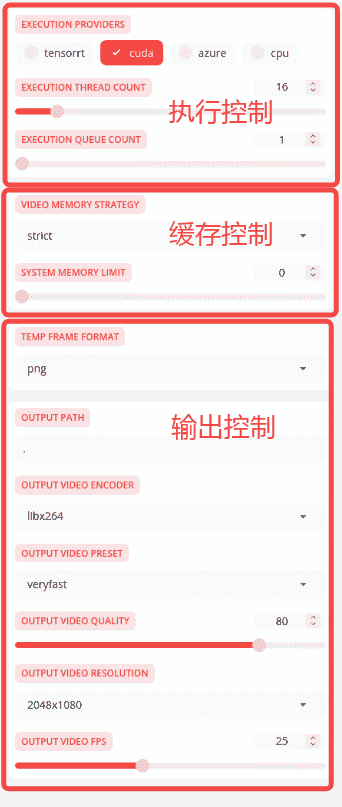 EXECUTION PROVIDERS
tensorrt cuda azure cpu
EXECUTION THREAD COUNT 16
执行控制
EXECUTION QUEUE COUNT 1
VIDEO MEMORY STRATEGY
strict
缓存控制
SYSTEM MEMORY LIMIT 0
TEMP FRAME FORMAT
png
OUTPUT PATH
输出控制
.
OUTPUT VIDEO ENCODER
libx264
OUTPUT VIDEO PRESET
veryfast
OUTPUT VIDEO QUALITY 80
OUTPUT VIDEO RESOLUTION
2048x1080
OUTPUT VIDEO FPS 25